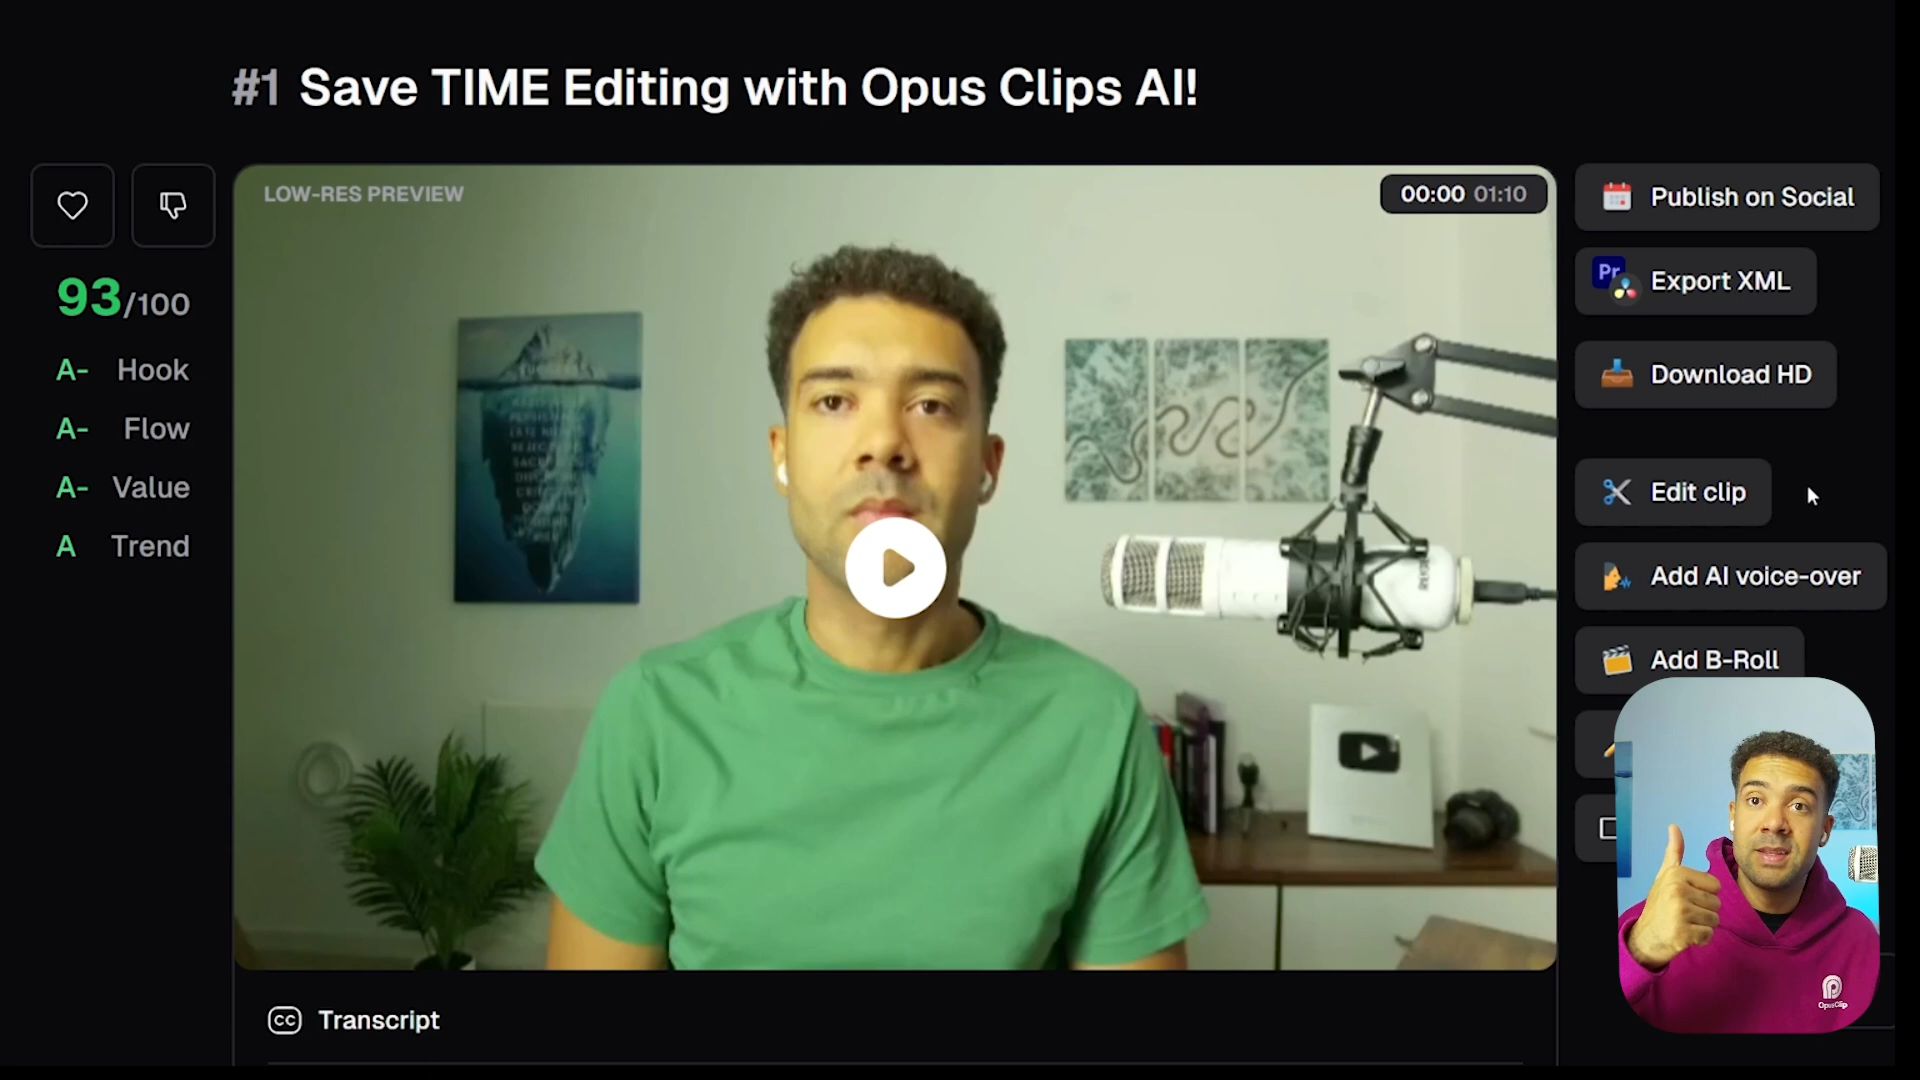 #1 Save TIME Editing with Opus Clips AI!
LOW-RES PREVIEW
00:00 01:10
93/100
A- Hook
A- Flow
A- Value
A Trend
Publish on Social
Pr
Export XML
Download HD
Edit clip
Add AI voice-over
Add B-Roll
CC Transcript
OpusClip